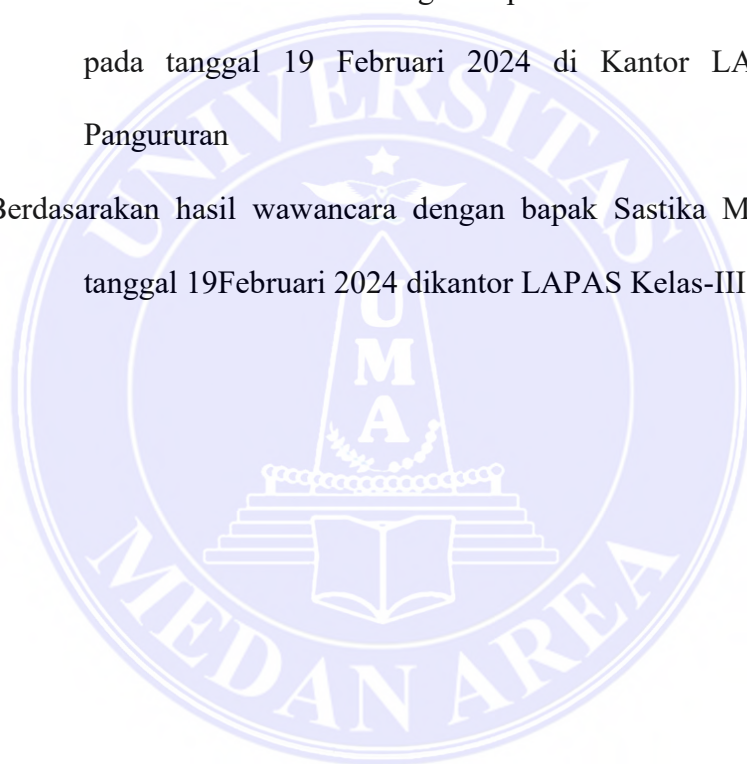 pada tanggal 19 Februari 2024 di Kantor LA
Pangururan
Berdasarakan hasil wawancara dengan bapak Sastika M
tanggal 19Februari 2024 dikantor LAPAS Kelas-III
UNIVERSITAS
UMA
MEDAN AREA